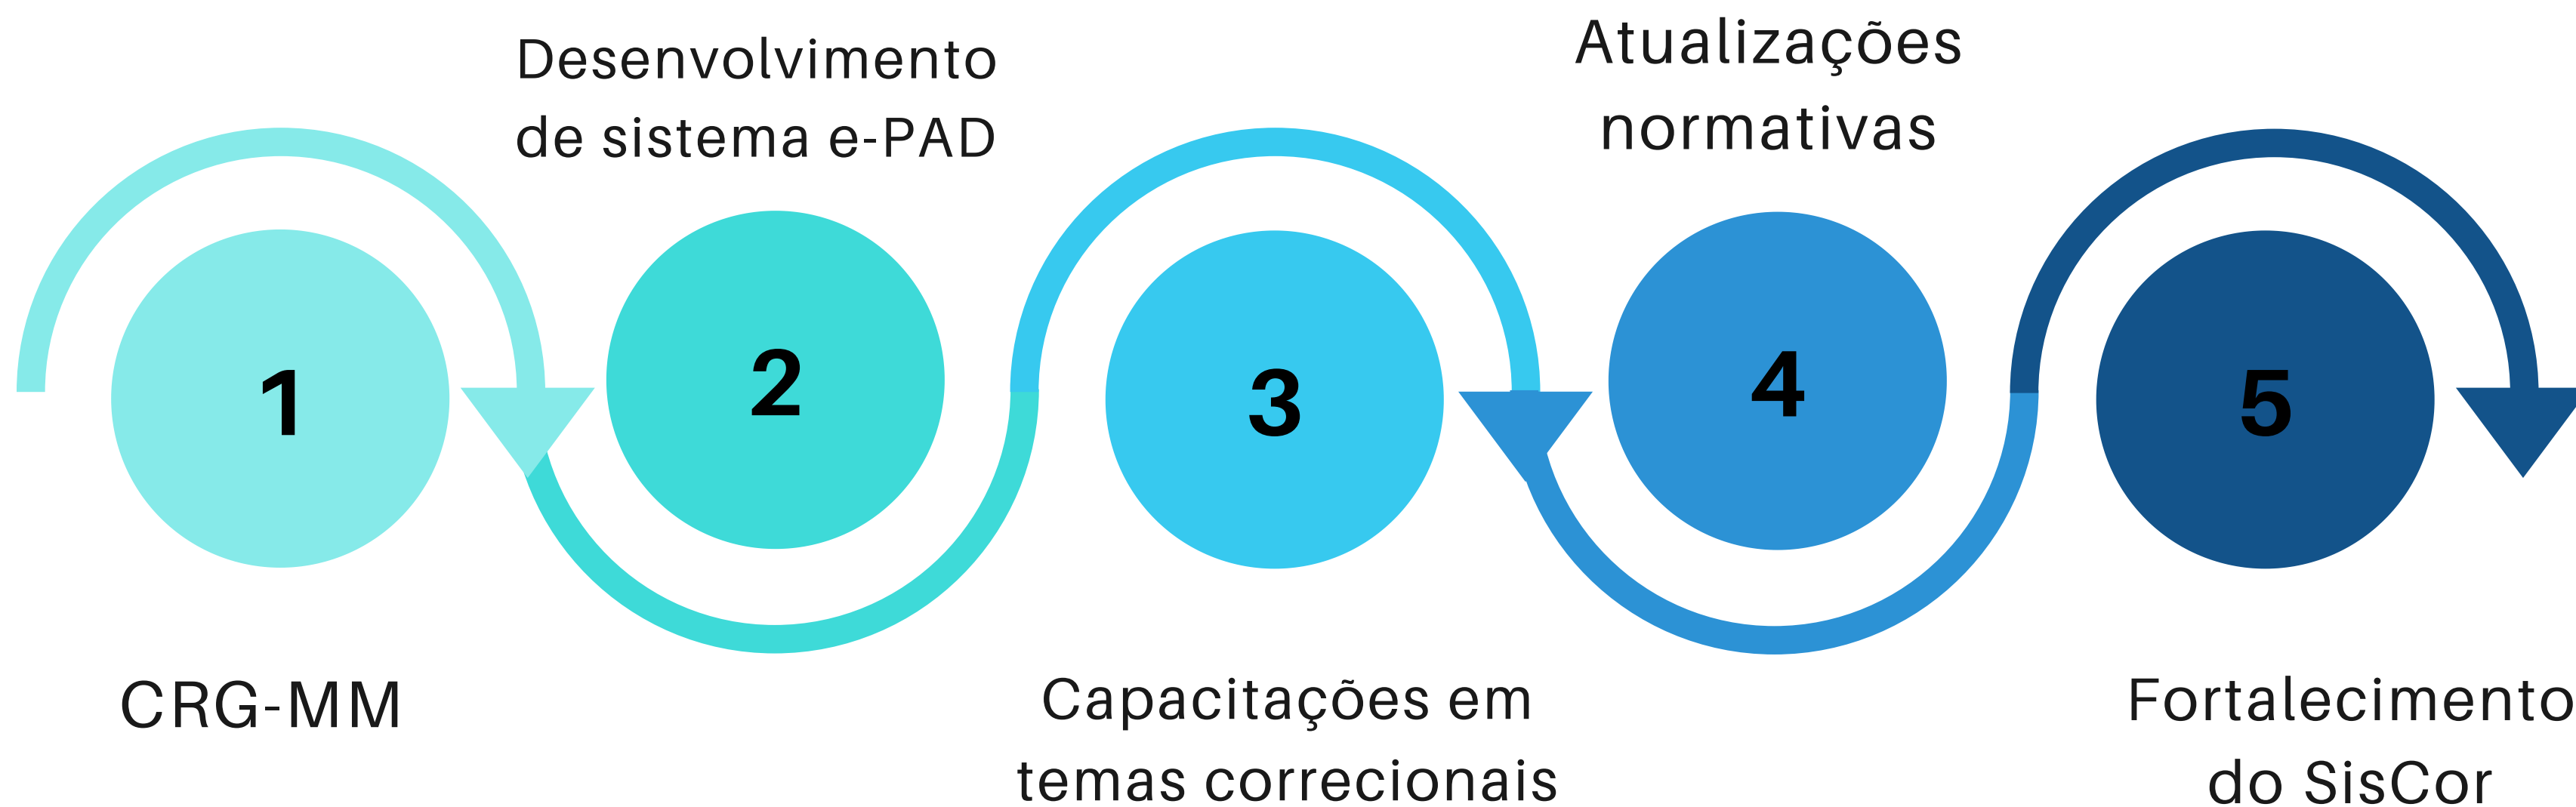 1
CRG-MM
Desenvolvimento
de sistema e-PAD
2
3
Capacitações em
temas correcionais
Atualizações
normativas
4
5
Fortalecimento
do SisCor